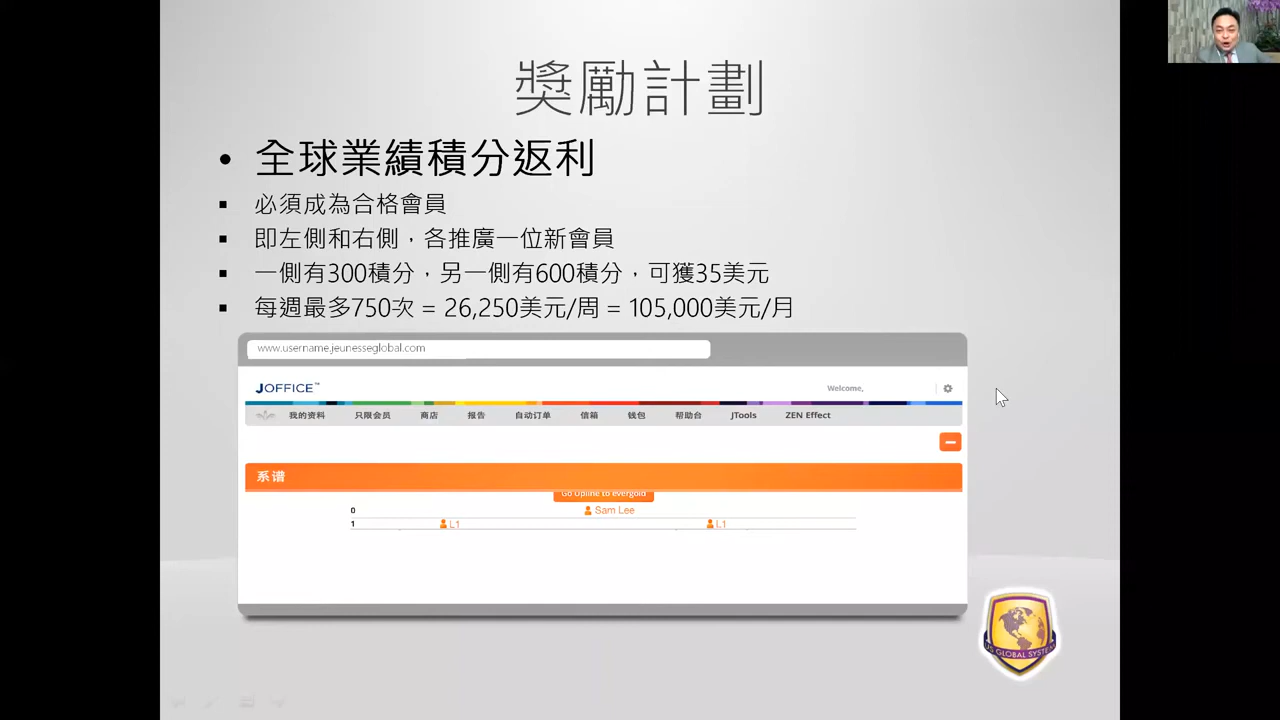 獎勵計劃
• 全球業績積分返利
▪ 必須成為合格會員
▪ 即左側和右側，各推廣一位新會員
▪ 一側有300積分，另一側有600積分，可獲35美元
▪ 每週最多750次 = 26,250美元/周 = 105,000美元/月
www.username.jeunesseglobal.com
JOFFICE™
Welcome,
我的资料 只限会员 商店 报告 自动订单 信箱 钱包 帮助台 JTools ZEN Effect
系谱
Go Upline to evergold
0 Sam Lee
1 L1 L1
JS GLOBAL SYSTEM